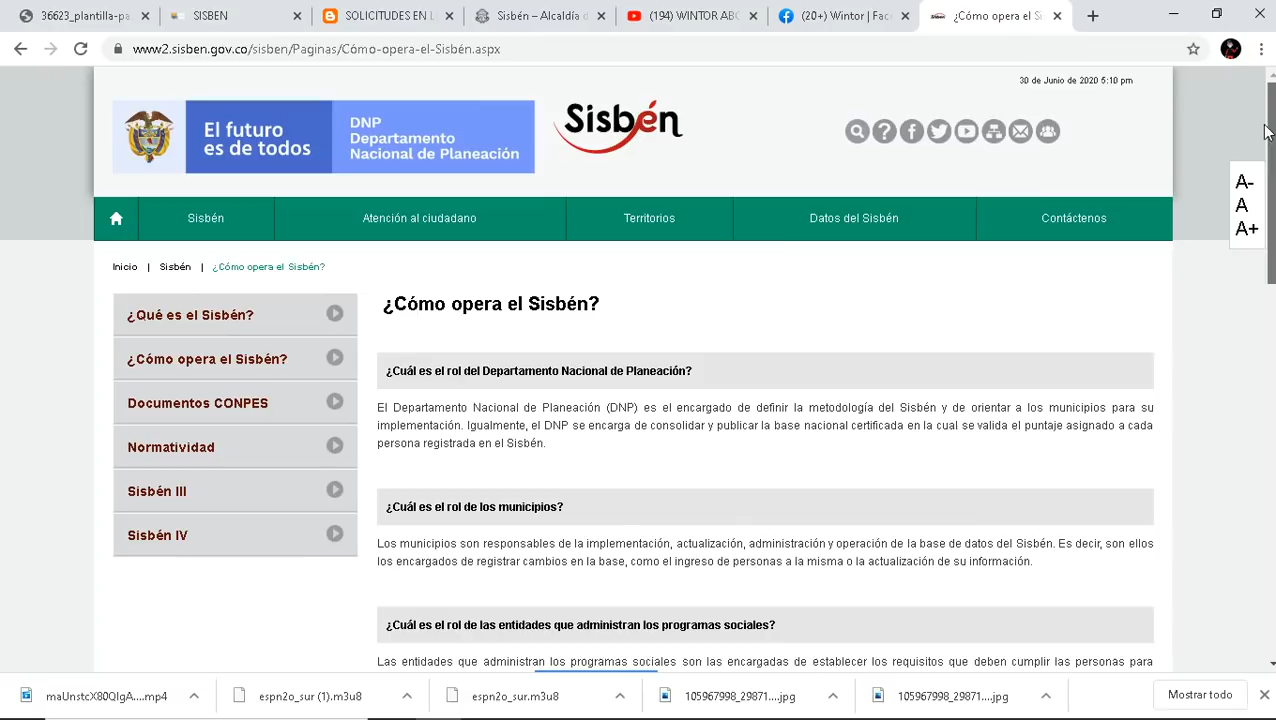 36623_plantilla-pa
SISBEN
SOLICITUDES EN L
Sisbén – Alcaldía d
(194) WINTOR ABC
(20+) Wintor | Fac
¿Cómo opera el Si
www2.sisben.gov.co/sisben/Paginas/Cómo-opera-el-Sisbén.aspx
30 de Junio de 2020 5:10 pm
El futuro
es de todos
DNP
Departamento
Nacional de Planeación
Sisbén
A-
A
A+
Sisbén
Atención al ciudadano
Territorios
Datos del Sisbén
Contáctenos
Inicio | Sisbén | ¿Cómo opera el Sisbén?
¿Qué es el Sisbén?
¿Cómo opera el Sisbén?
Documentos CONPES
Normatividad
Sisbén III
Sisbén IV
¿Cómo opera el Sisbén?
¿Cuál es el rol del Departamento Nacional de Planeación?
El Departamento Nacional de Planeación (DNP) es el encargado de definir la metodología del Sisbén y de orientar a los municipios para su
implementación. Igualmente, el DNP se encarga de consolidar y publicar la base nacional certificada en la cual se valida el puntaje asignado a cada
persona registrada en el Sisbén.
¿Cuál es el rol de los municipios?
Los municipios son responsables de la implementación, actualización, administración y operación de la base de datos del Sisbén. Es decir, son ellos
los encargados de registrar cambios en la base, como el ingreso de personas a la misma o la actualización de su información.
¿Cuál es el rol de las entidades que administran los programas sociales?
Las entidades que administran los programas sociales son las encargadas de establecer los requisitos que deben cumplir las personas para
maUnstcX80QIgA....mp4
espn2o_sur (1).m3u8
espn2o_sur.m3u8
105967998_29871....jpg
105967998_29871....jpg
Mostrar todo